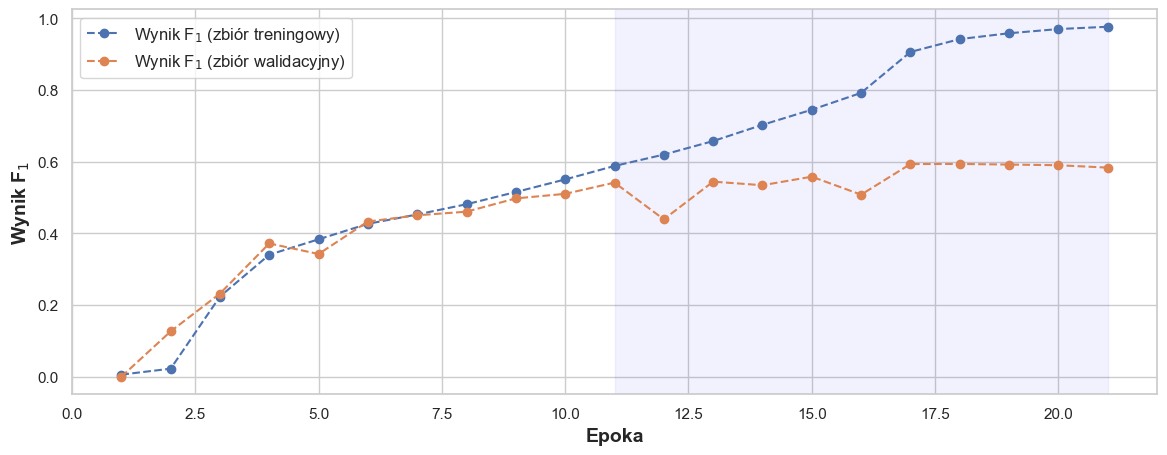 Wynik F₁ (zbiór treningowy)
Wynik F₁ (zbiór walidacyjny)
Wynik F₁
1.0
0.8
0.6
0.4
0.2
0.0
0.0 2.5 5.0 7.5 10.0 12.5 15.0 17.5 20.0
Epoka